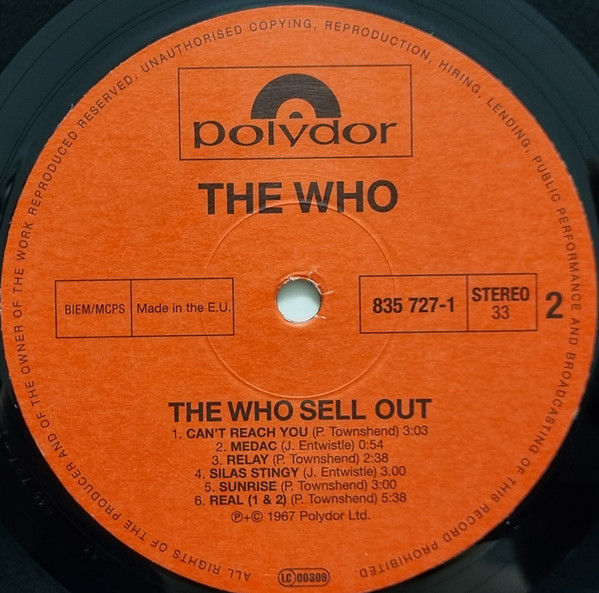 ALL RIGHTS OF THE PRODUCER AND OF THE OWNER OF THE WORK REPRODUCED RESERVED. UNAUTHORISED COPYING, REPRODUCTION, HIRING, LENDING, PUBLIC PERFORMANCE AND BROADCASTING OF THIS RECORD PROHIBITED.
polydor
THE WHO
BIEM/MCPS
Made in the E.U.
835 727-1
STEREO
33
2
THE WHO SELL OUT
1. CAN'T REACH YOU (P. Townshend) 3:03
2. MEDAC (J. Entwistle) 0:54
3. RELAY (P. Townshend) 2:38
4. SILAS STINGY (J. Entwistle) 3.00
5. SUNRISE (P. Townshend) 3:00
6. REAL (1 & 2) (P. Townshend) 5:38
℗+© 1967 Polydor Ltd.
LC 00309